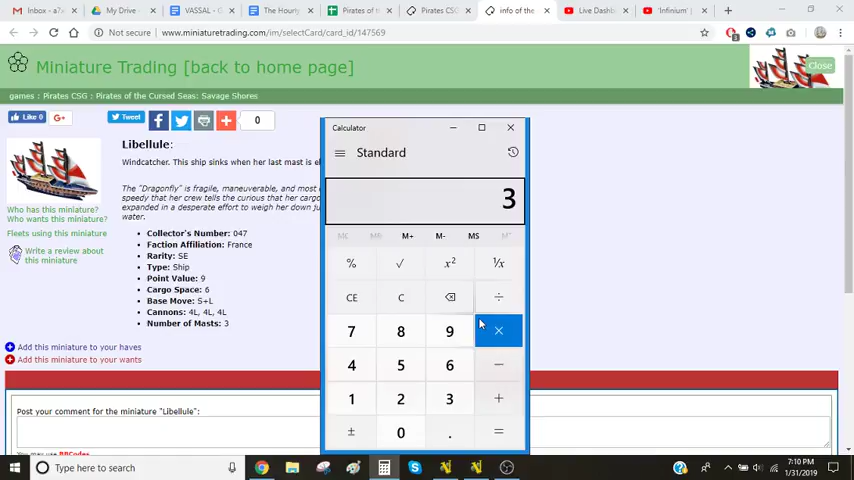 Inbox - a7x
My Drive -
VASSAL - G
The Hourly
Pirates of t
Pirates CSG
info of the
Live Dashbo
'Infinium'
Not secure
www.miniaturetrading.com/im/selectCard/card_id/147569
Miniature Trading [back to home page]
Close
games : Pirates CSG : Pirates of the Cursed Seas: Savage Shores
Like 0
G+
Tweet
0
Libellule:
Windcatcher. This ship sinks when her last mast is el
The "Dragonfly" is fragile, maneuverable, and most
speedy that her crew tells the curious that her cargo
expanded in a desperate effort to weigh her down ju
water.
Who has this miniature?
Who wants this miniature?
Fleets using this miniature
Write a review about
this miniature
Collector's Number: 047
Faction Affiliation: France
Rarity: SE
Type: Ship
Point Value: 9
Cargo Space: 6
Base Move: S+L
Cannons: 4L, 4L, 4L
Number of Masts: 3
Add this miniature to your haves
Add this miniature to your wants
Post your comment for the miniature "Libellule":
You may use BBCodes
Calculator
Standard
3
MC MR M+ M- MS M
% √ x² ¹/x
CE C ÷
7 8 9 ×
4 5 6 −
1 2 3 +
± 0 . =
Type here to search
7:10 PM
1/31/2019